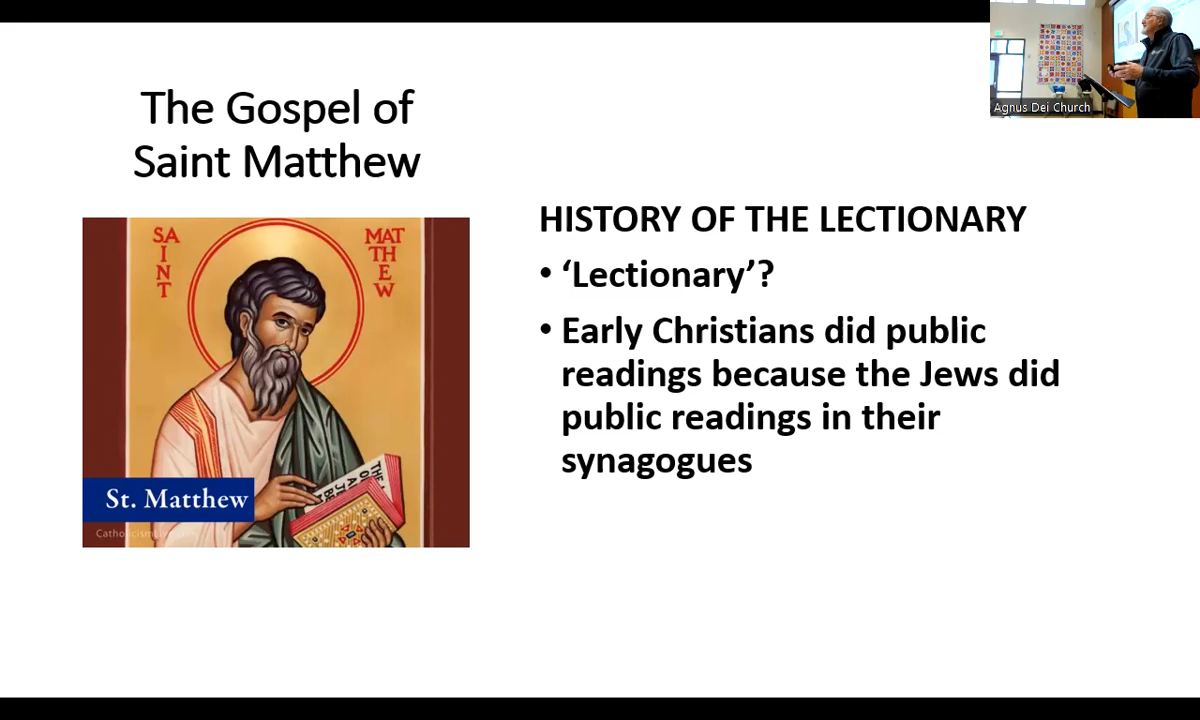 The Gospel of
Saint Matthew
SA
I
N
T
MAT
TH
E
W
St. Matthew
HISTORY OF THE LECTIONARY
• ‘Lectionary’?
• Early Christians did public
readings because the Jews did
public readings in their
synagogues
Agnus Dei Church